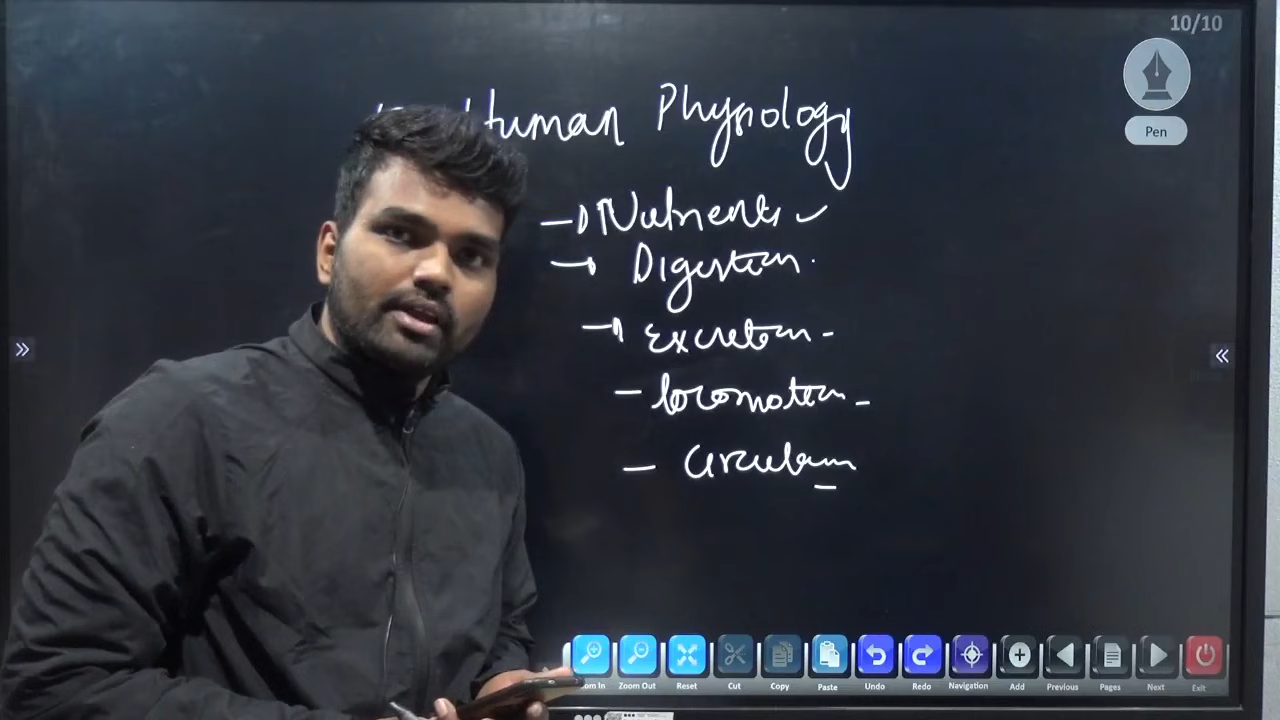 10/10
Pen
Human Physiology
Nutrients
Digestion
Excretion
locomotion
Circulation
Zoom Out Reset Cut Copy Paste Undo Redo Navigation Add Previous Pages Next Exit